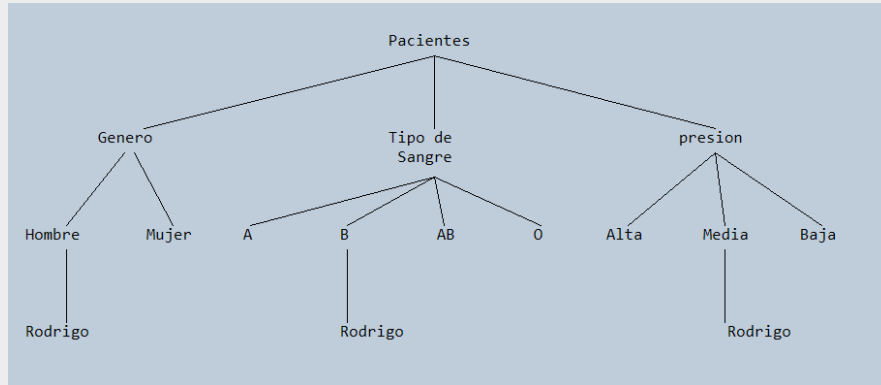 Pacientes
Genero
Tipo de
Sangre
presion
Hombre
Mujer
A
B
AB
O
Alta
Media
Baja
Rodrigo
Rodrigo
Rodrigo